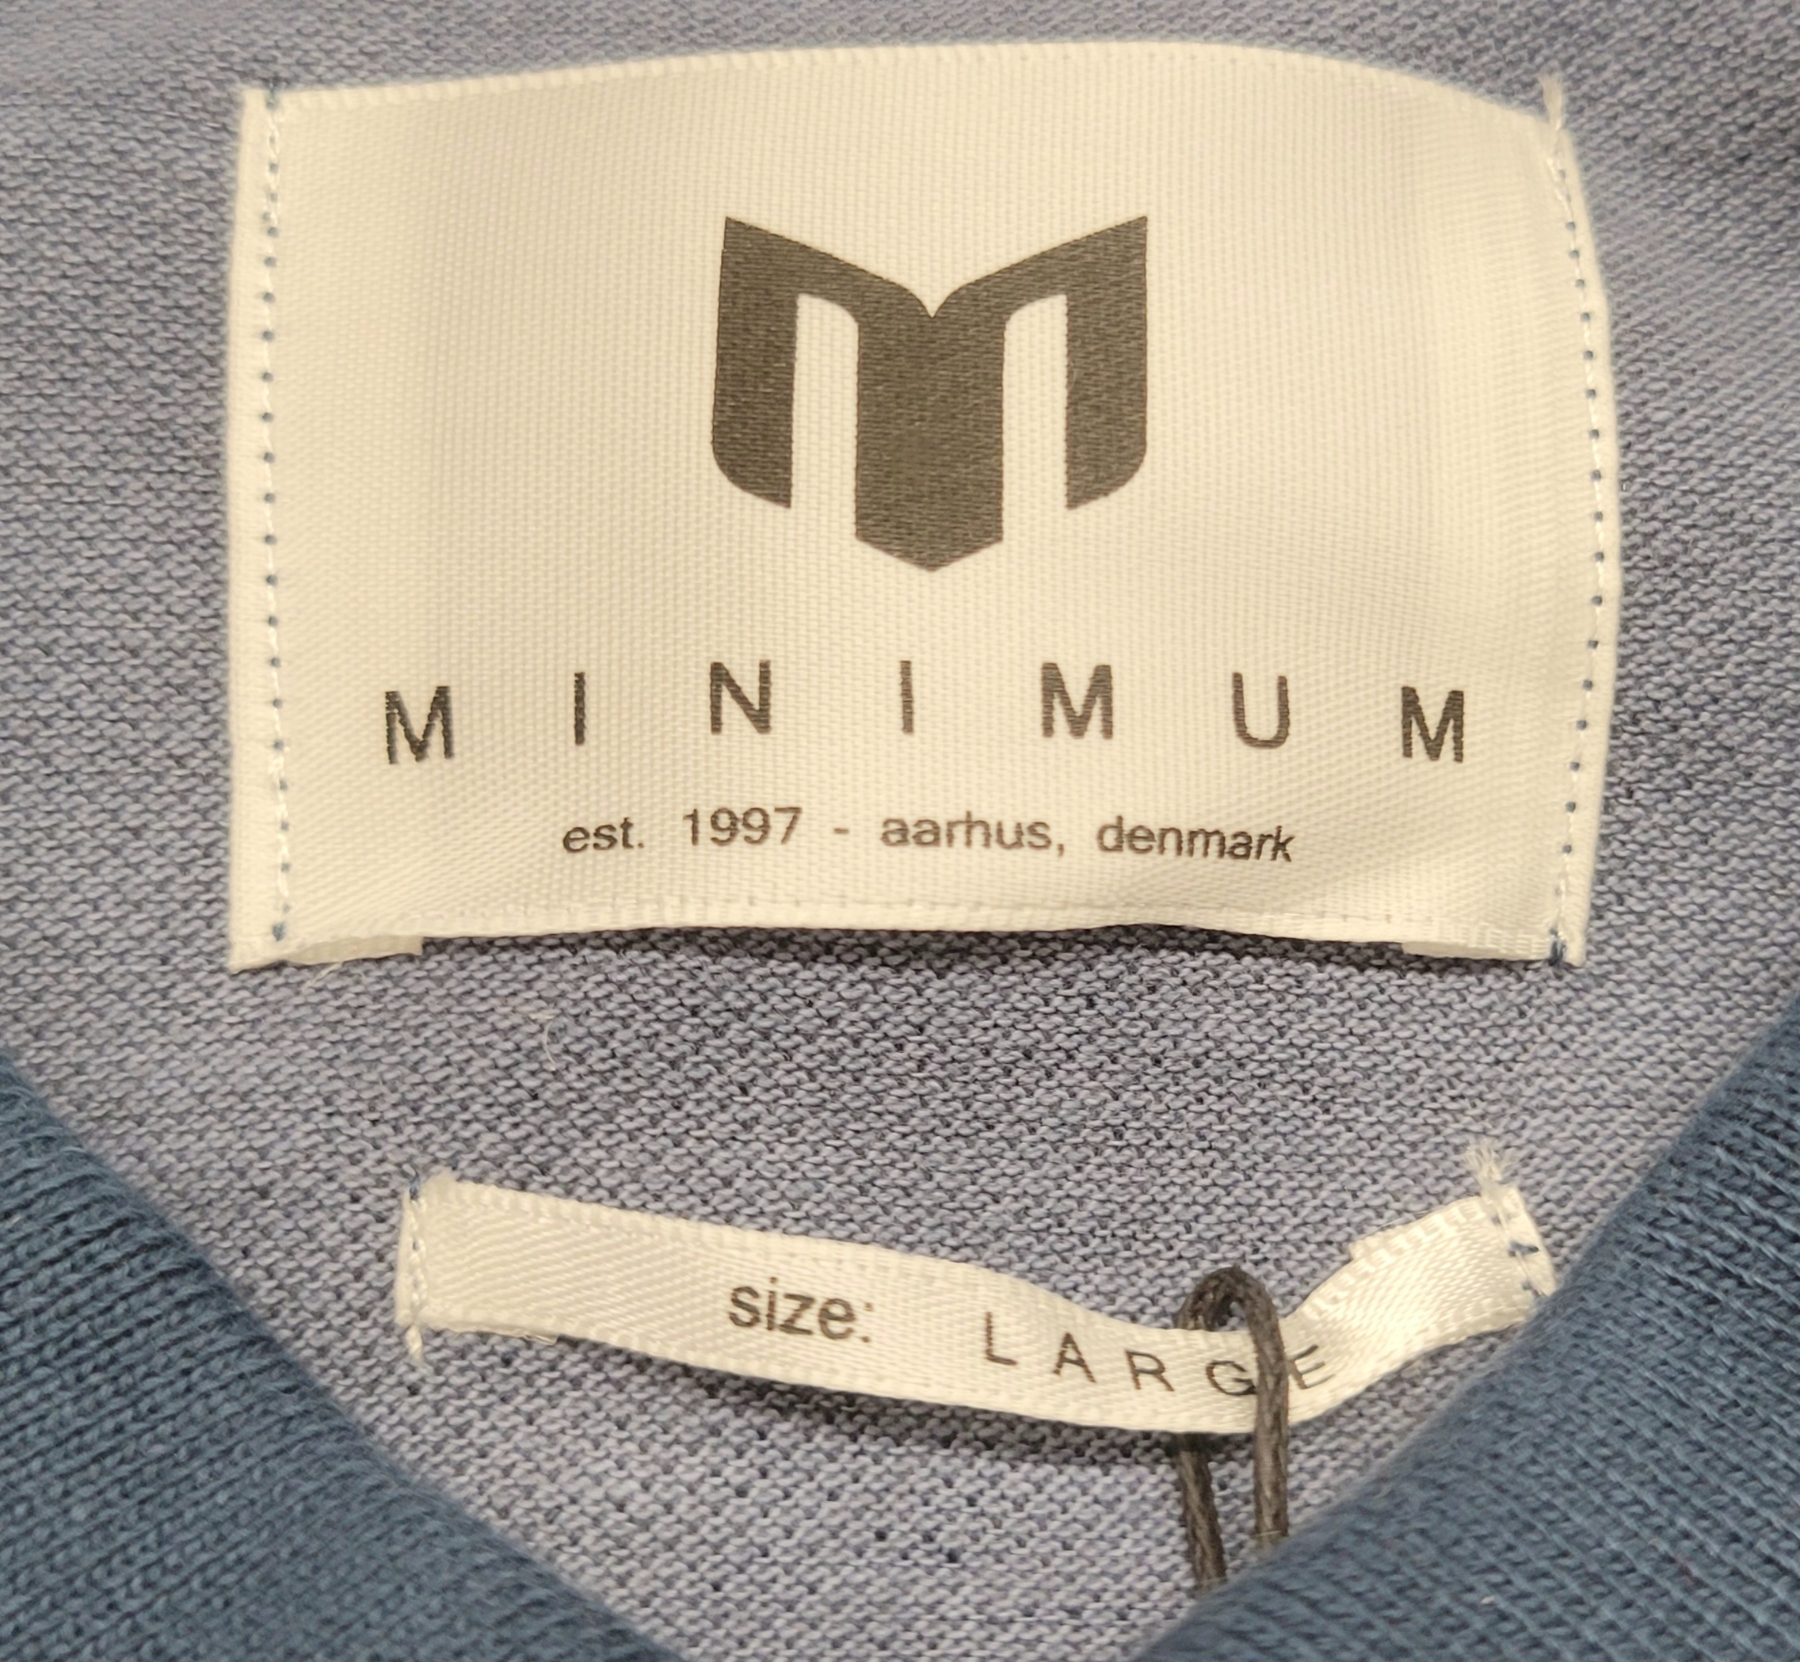 MINIMUM
est. 1997 - aarhus, denmark
size: LARGE